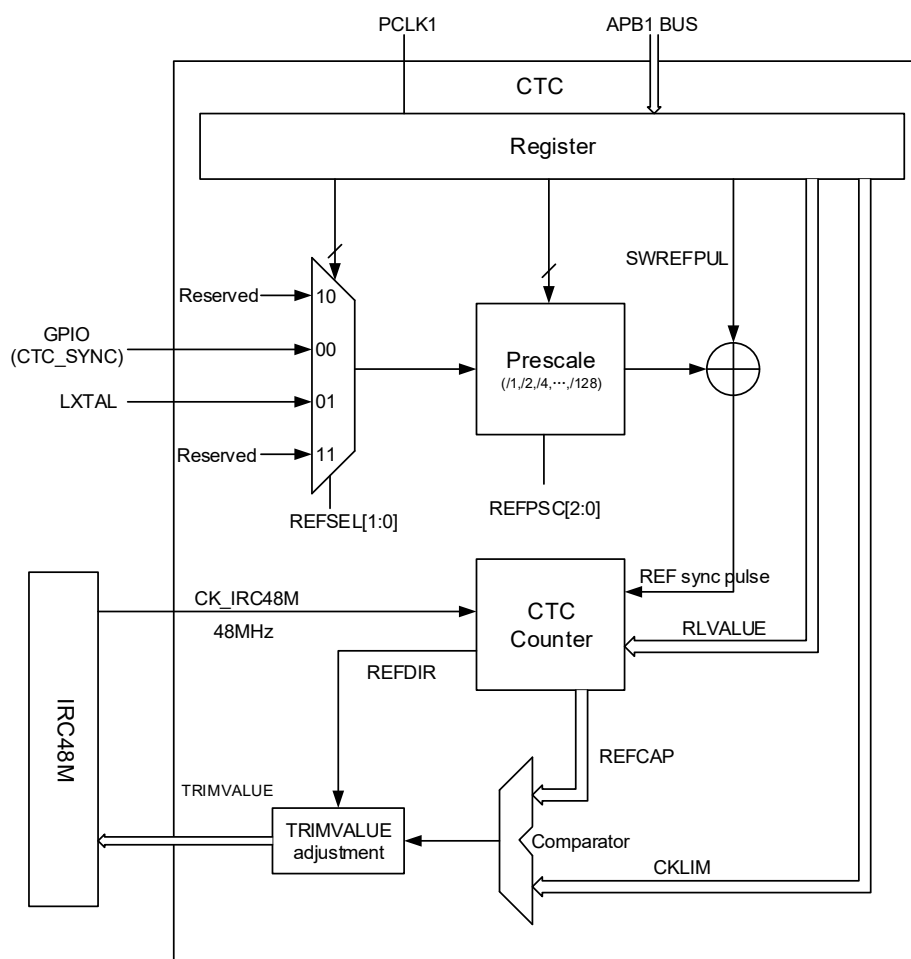 PCLK1
APB1 BUS
CTC
Register
SWREFPUL
Reserved
10
GPIO
(CTC_SYNC)
00
Prescale
(/1,/2,/4,···,/128)
LXTAL
01
Reserved
11
REFSEL[1:0]
REFPSC[2:0]
REF sync pulse
CK_IRC48M
48MHz
CTC
Counter
RLVALUE
REFDIR
IRC48M
REFCAP
TRIMVALUE
TRIMVALUE
adjustment
Comparator
CKLIM